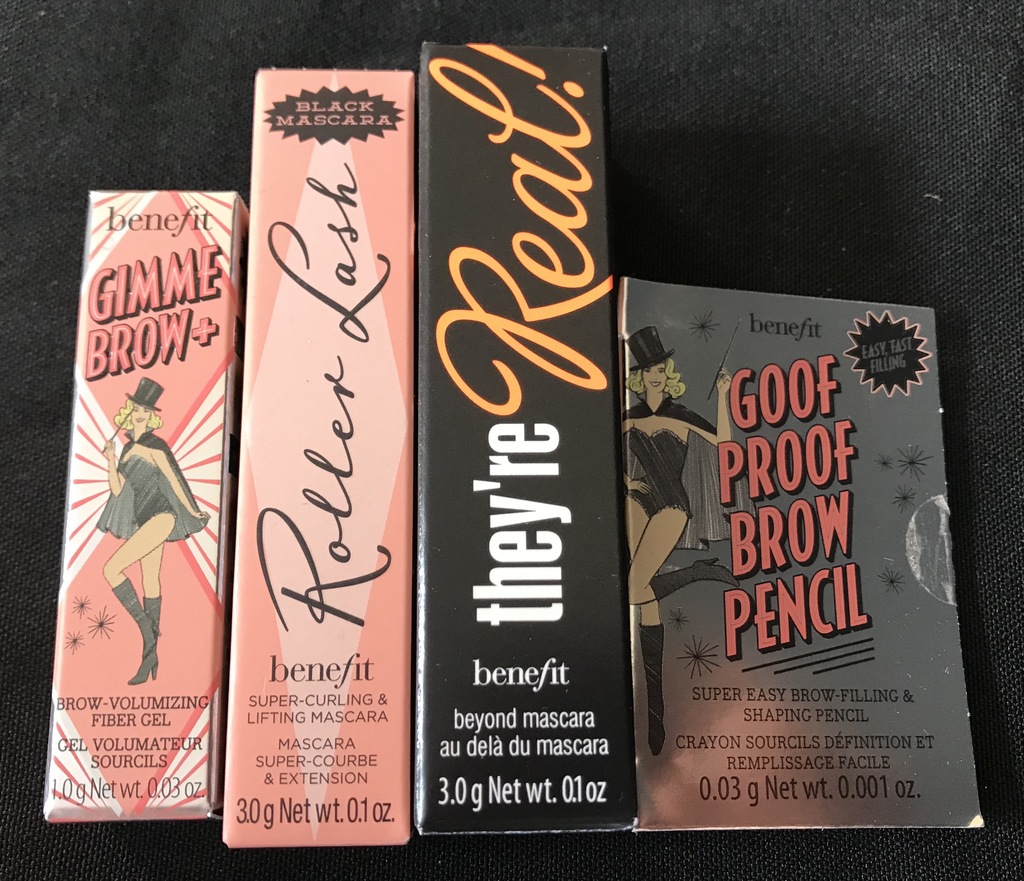 benefit
GIMME
BROW+
BROW-VOLUMIZING
FIBER GEL
GEL VOLUMATEUR
SOURCILS
1.0 g Net wt. 0.03 oz.
BLACK
MASCARA
Roller Lash
benefit
SUPER-CURLING &
LIFTING MASCARA
MASCARA
SUPER-COURBE
& EXTENSION
3.0 g Net wt. 0.1 oz.
they're Real!
benefit
beyond mascara
au delà du mascara
3.0 g Net wt. 0.1 oz
benefit
EASY, FAST
FILLING
GOOF
PROOF
BROW
PENCIL
SUPER EASY BROW-FILLING &
SHAPING PENCIL
CRAYON SOURCILS DÉFINITION ET
REMPLISSAGE FACILE
0.03 g Net wt. 0.001 oz.